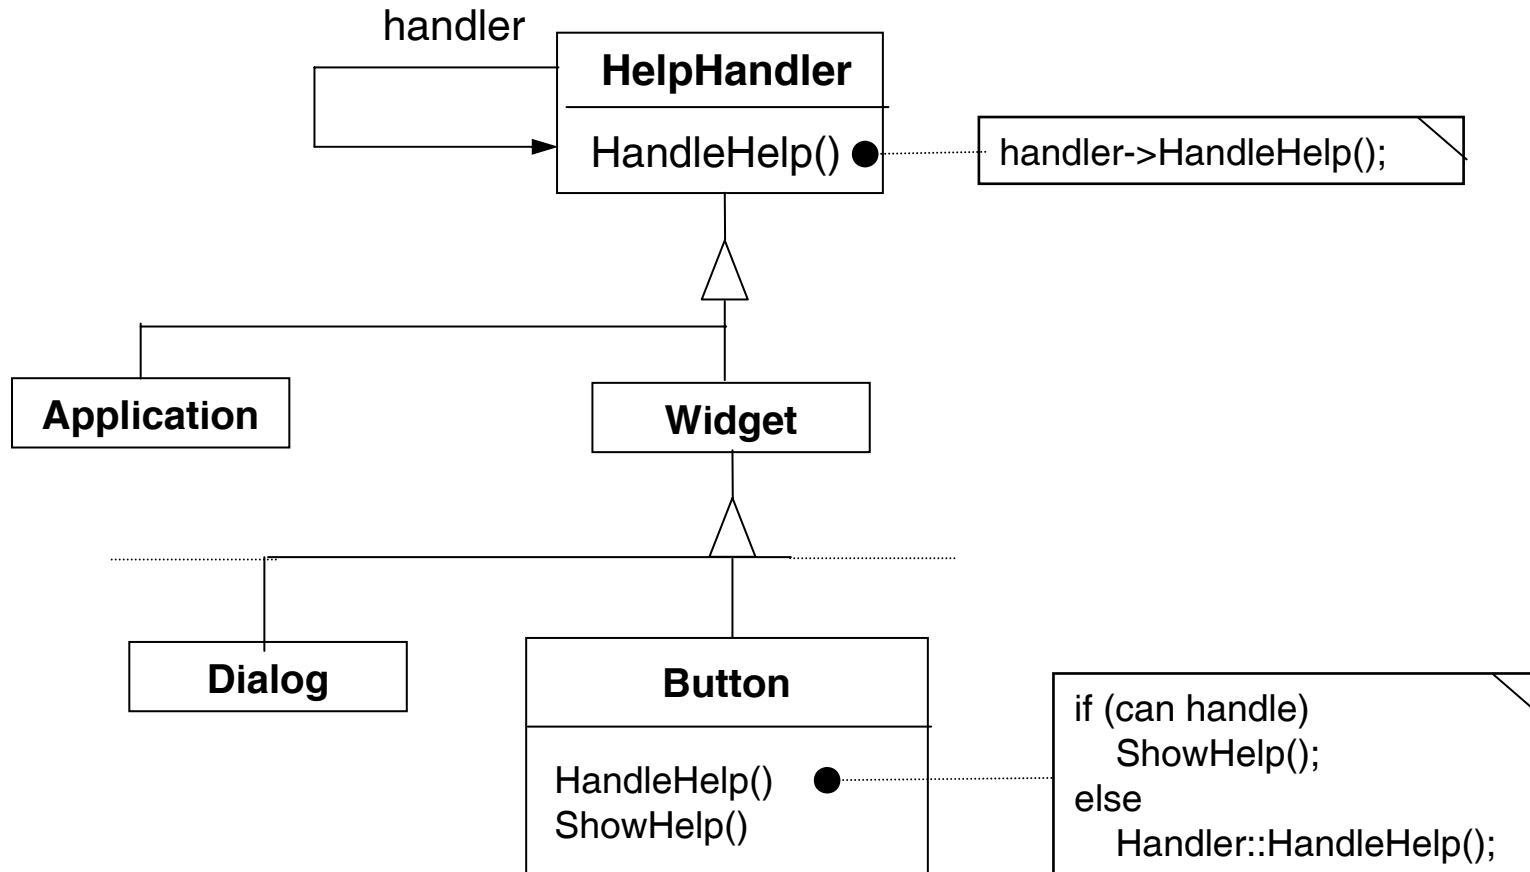 handler
HelpHandler
HandleHelp()
handler->HandleHelp();
Application
Widget
Dialog
Button
HandleHelp()
ShowHelp()
if (can handle)
ShowHelp();
else
Handler::HandleHelp();